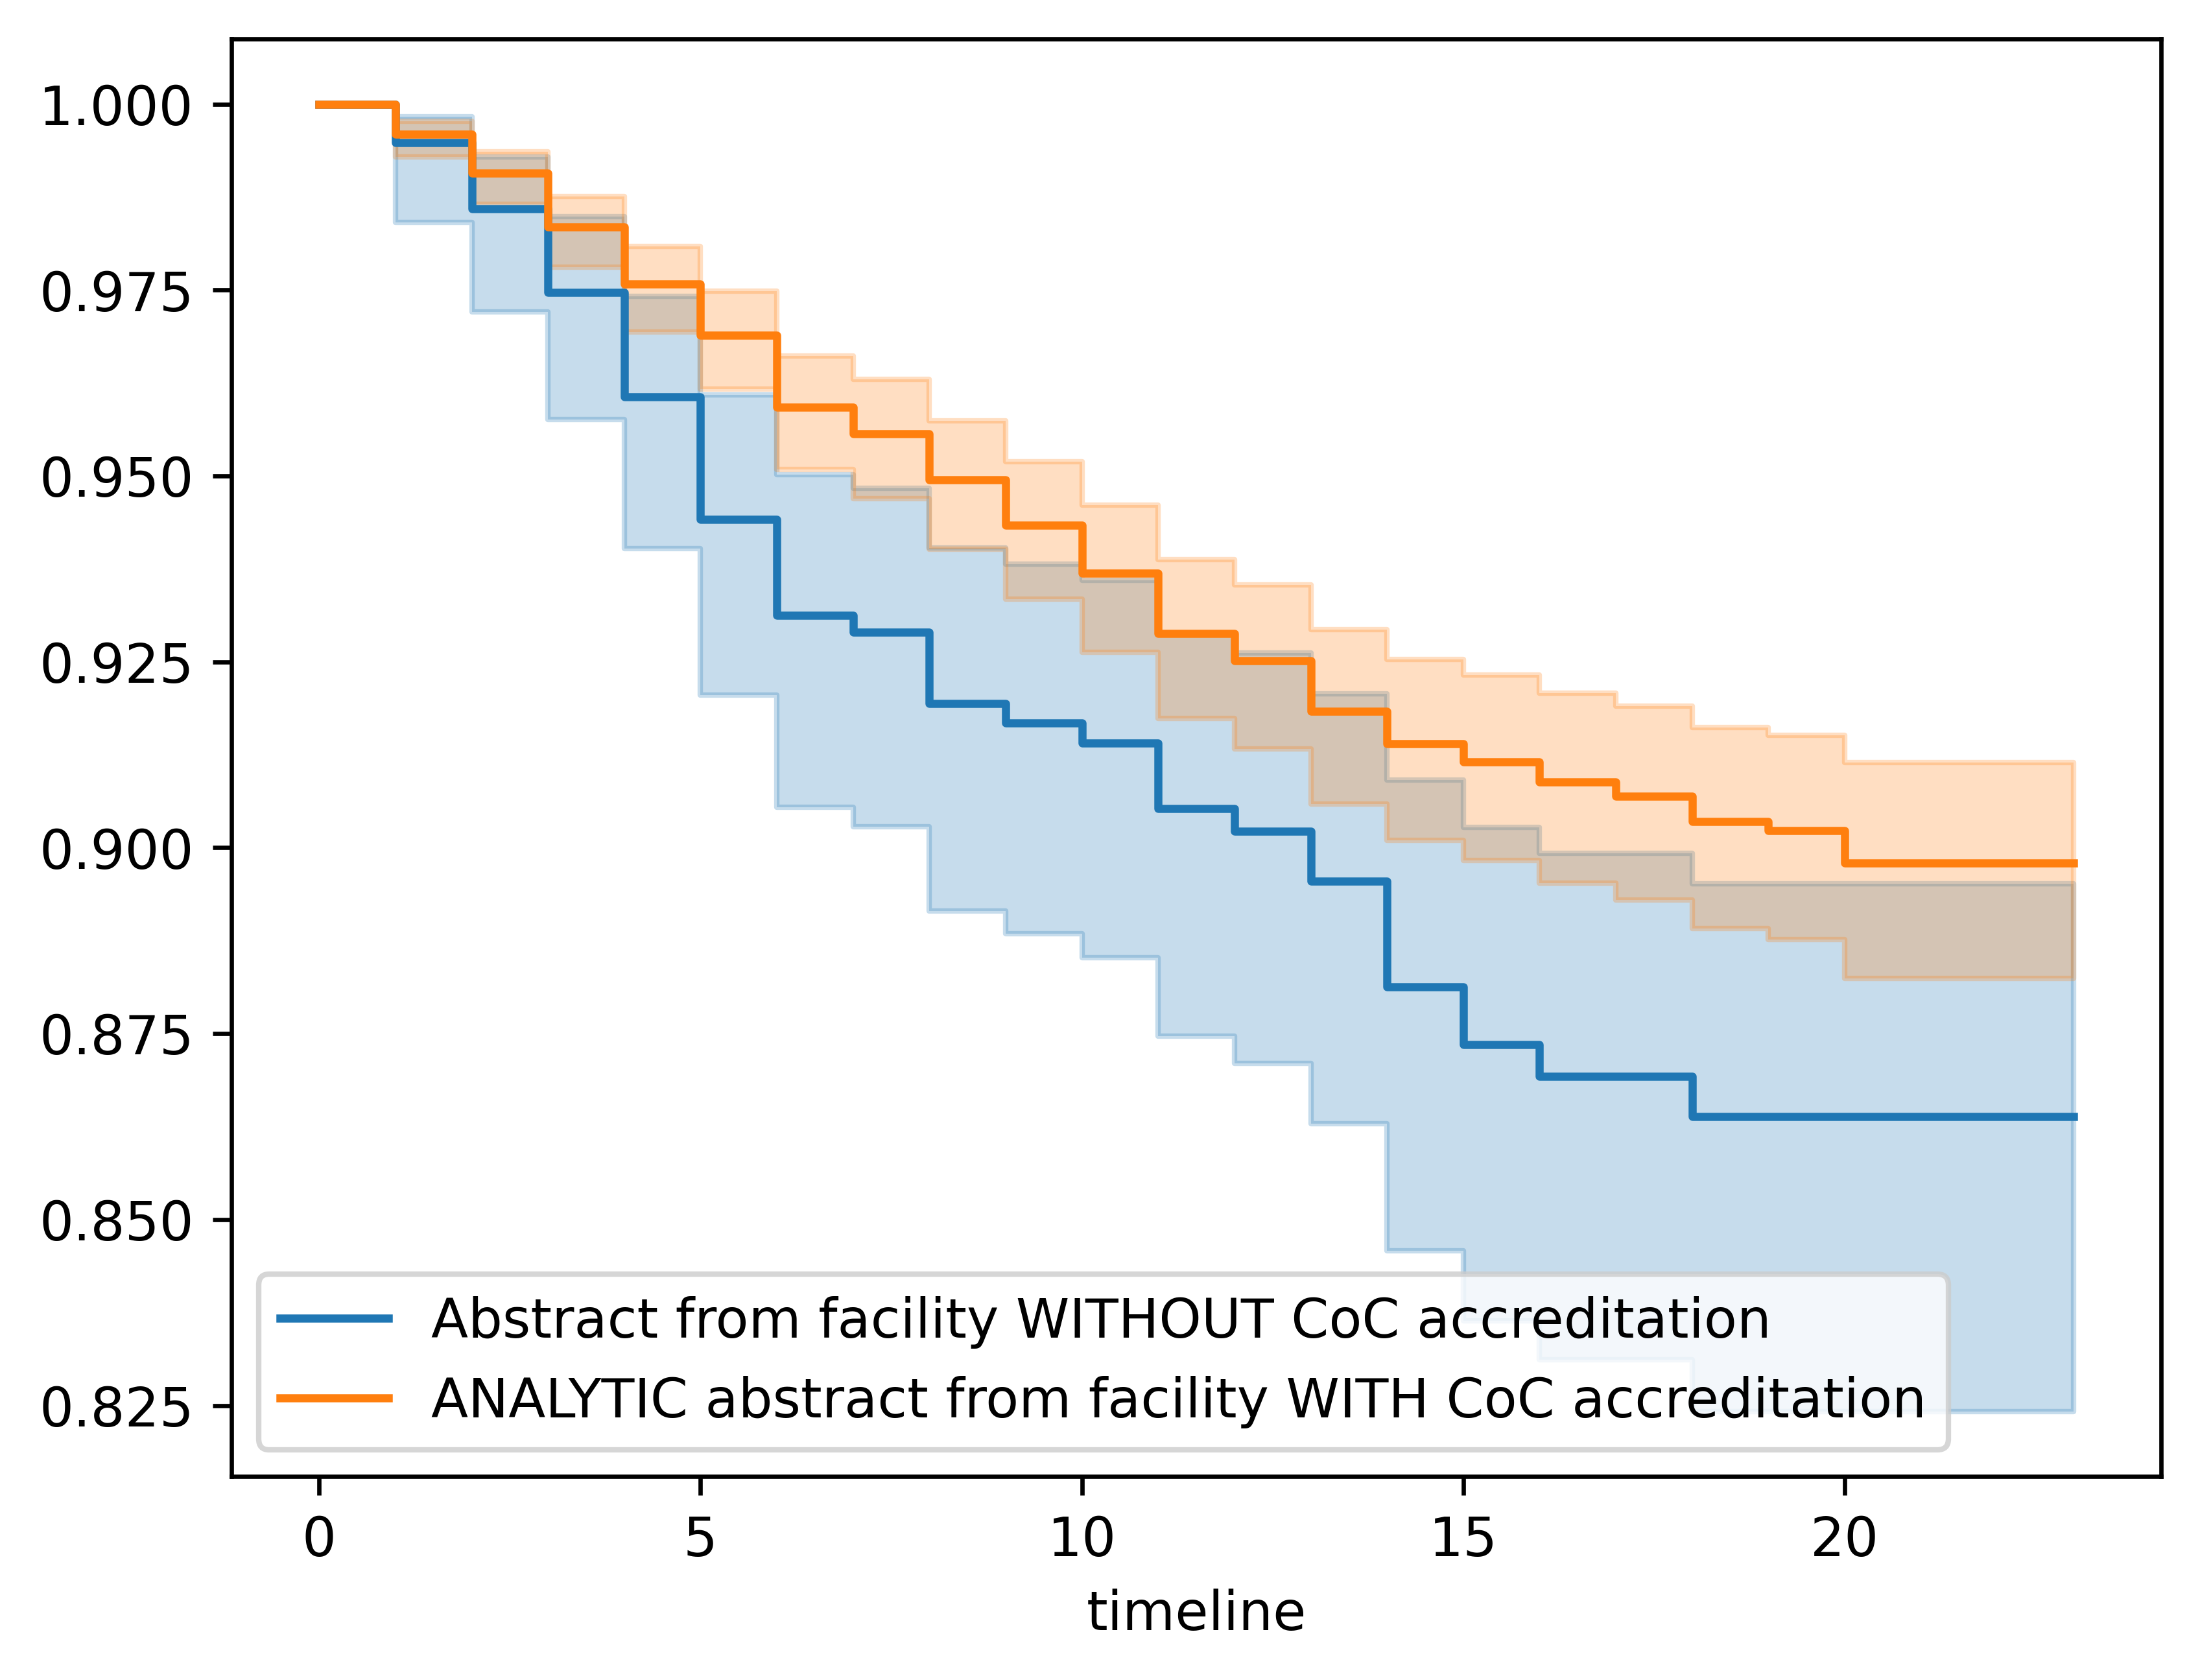 1.000
0.975
0.950
0.925
0.900
0.875
0.850
0.825
Abstract from facility WITHOUT CoC accreditation
ANALYTIC abstract from facility WITH CoC accreditation
0 5 10 15 20
timeline